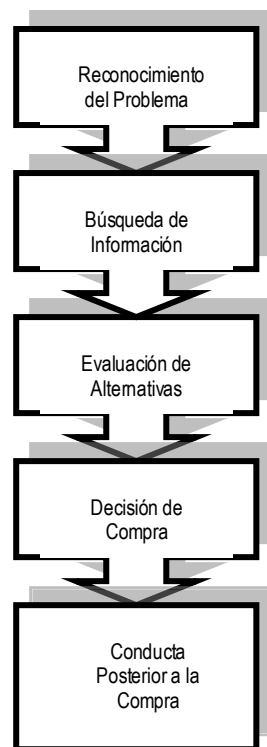 Reconocimiento
del Problema
Búsqueda de
Información
Evaluación de
Alternativas
Decisión de
Compra
Conducta
Posterior a la
Compra